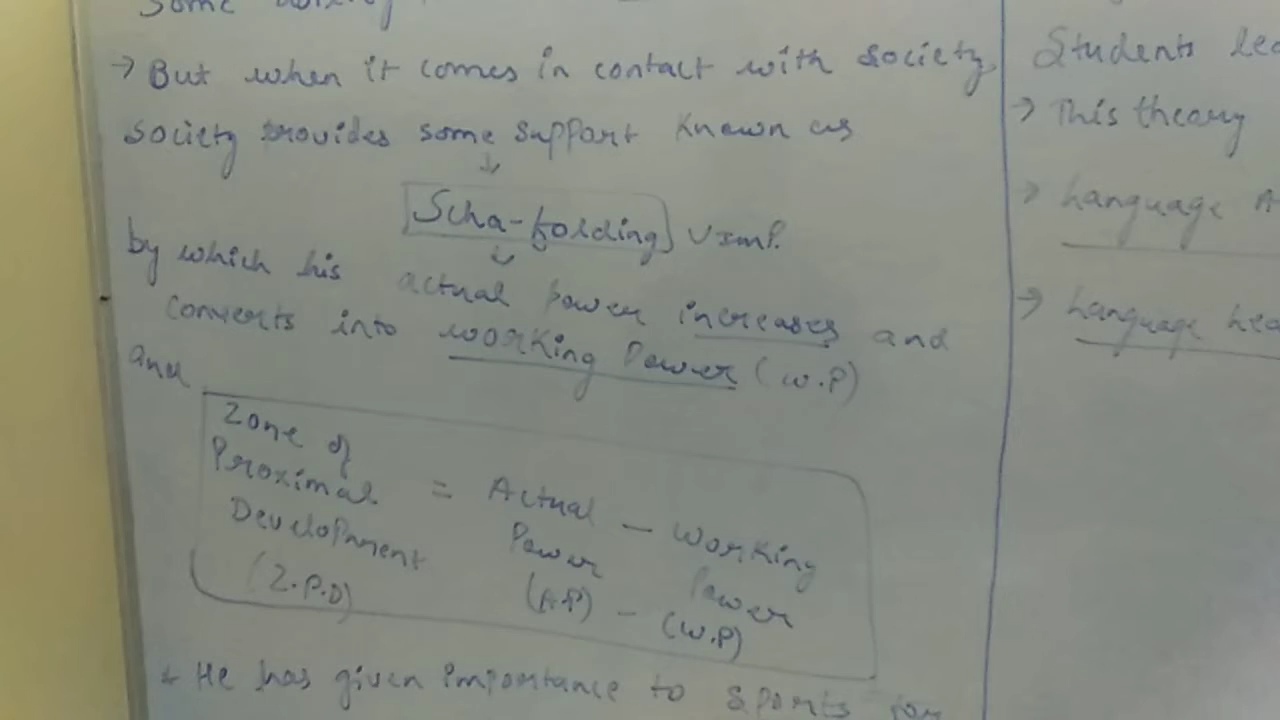 Some
→ But when it comes in contact with society,
society provides some support known as
Scha-folding V.Imp.
by which his actual power increases and
converts into working Power (W.P)
and
Zone of
Proximal
Development
(Z.P.D)
= Actual - Working
Power Power
(A.P) - (W.P)
* He has given importance to sports for
Students
→ This theory
→ Language
→ Language